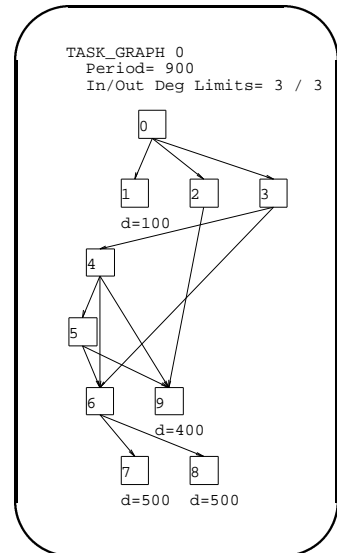 TASK_GRAPH 0
Period= 900
In/Out Deg Limits= 3 / 3
0
1 2 3
d=100
4
5
6 9
d=400
7 8
d=500 d=500